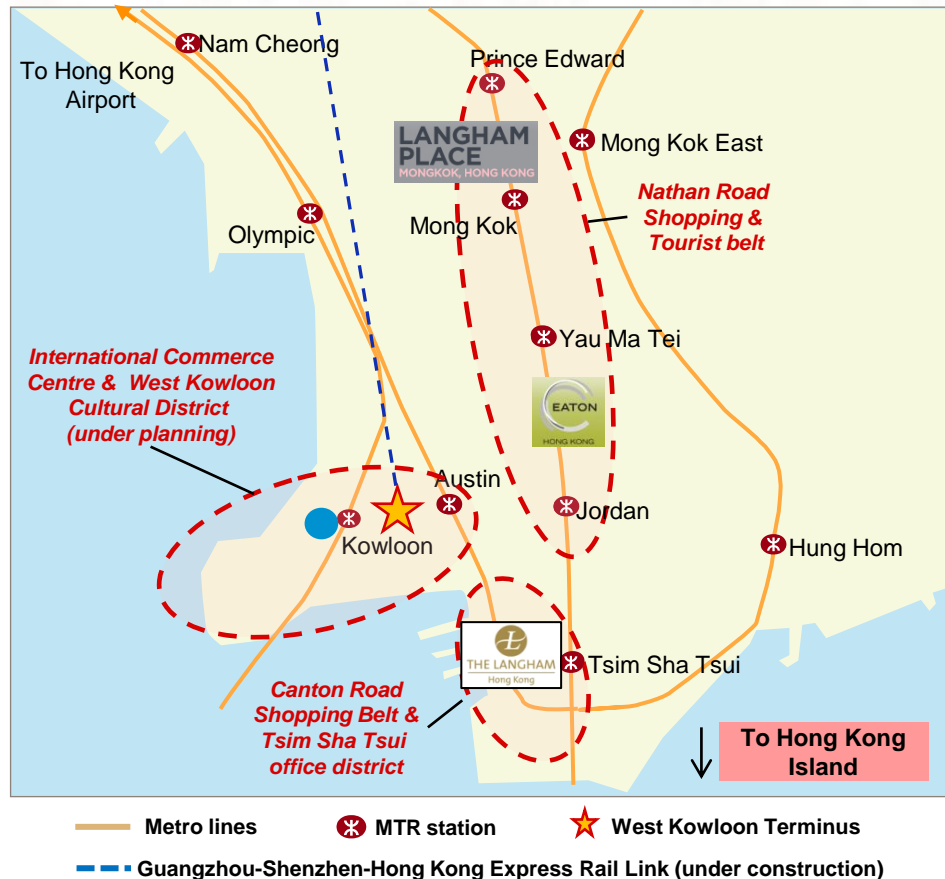 Nam Cheong
To Hong Kong
Airport
Prince Edward
LANGHAM
PLACE
MONGKOK, HONG KONG
Mong Kok East
Nathan Road
Shopping &
Tourist belt
Mong Kok
Olympic
Yau Ma Tei
International Commerce
Centre & West Kowloon
Cultural District
(under planning)
EATON
HONG KONG
Austin
Jordan
Kowloon
Hung Hom
L
THE LANGHAM
Hong Kong
Tsim Sha Tsui
Canton Road
Shopping Belt &
Tsim Sha Tsui
office district
To Hong Kong
Island
Metro lines
MTR station
West Kowloon Terminus
Guangzhou-Shenzhen-Hong Kong Express Rail Link (under construction)